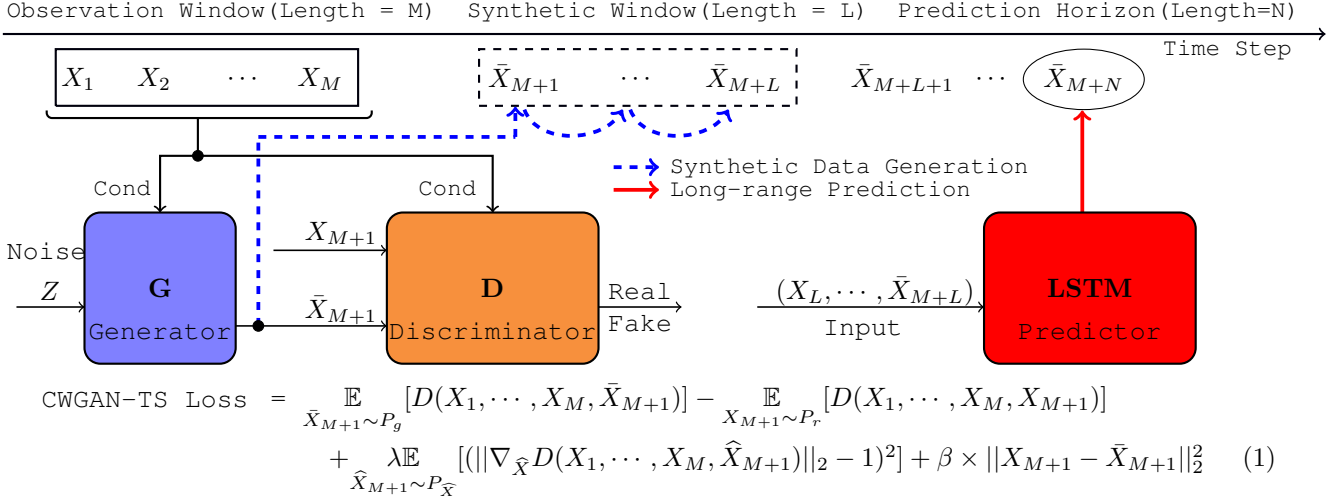 Observation Window(Length = M) Synthetic Window(Length = L) Prediction Horizon(Length=N)
Time Step
X_1 X_2 ⋯ X_M X̄_{M+1} ⋯ X̄_{M+L} X̄_{M+L+1} ⋯ X̄_{M+N}
Synthetic Data Generation
Long-range Prediction
Cond Cond
Noise X_{M+1}
Z G X̄_{M+1} D Real (X_L, ⋯ , X̄_{M+L}) LSTM
Generator Discriminator Fake Input Predictor
CWGAN-TS Loss = 𝔼_{X̄_{M+1}∼P_g} [D(X_1, ⋯ , X_M, X̄_{M+1})] − 𝔼_{X_{M+1}∼P_r} [D(X_1, ⋯ , X_M, X_{M+1})]
+ λ𝔼_{X̂_{M+1}∼P_{X̂}} [(||∇_{X̂} D(X_1, ⋯ , X_M, X̂_{M+1})||_2 − 1)^2] + β × ||X_{M+1} − X̄_{M+1}||_2^2 (1)